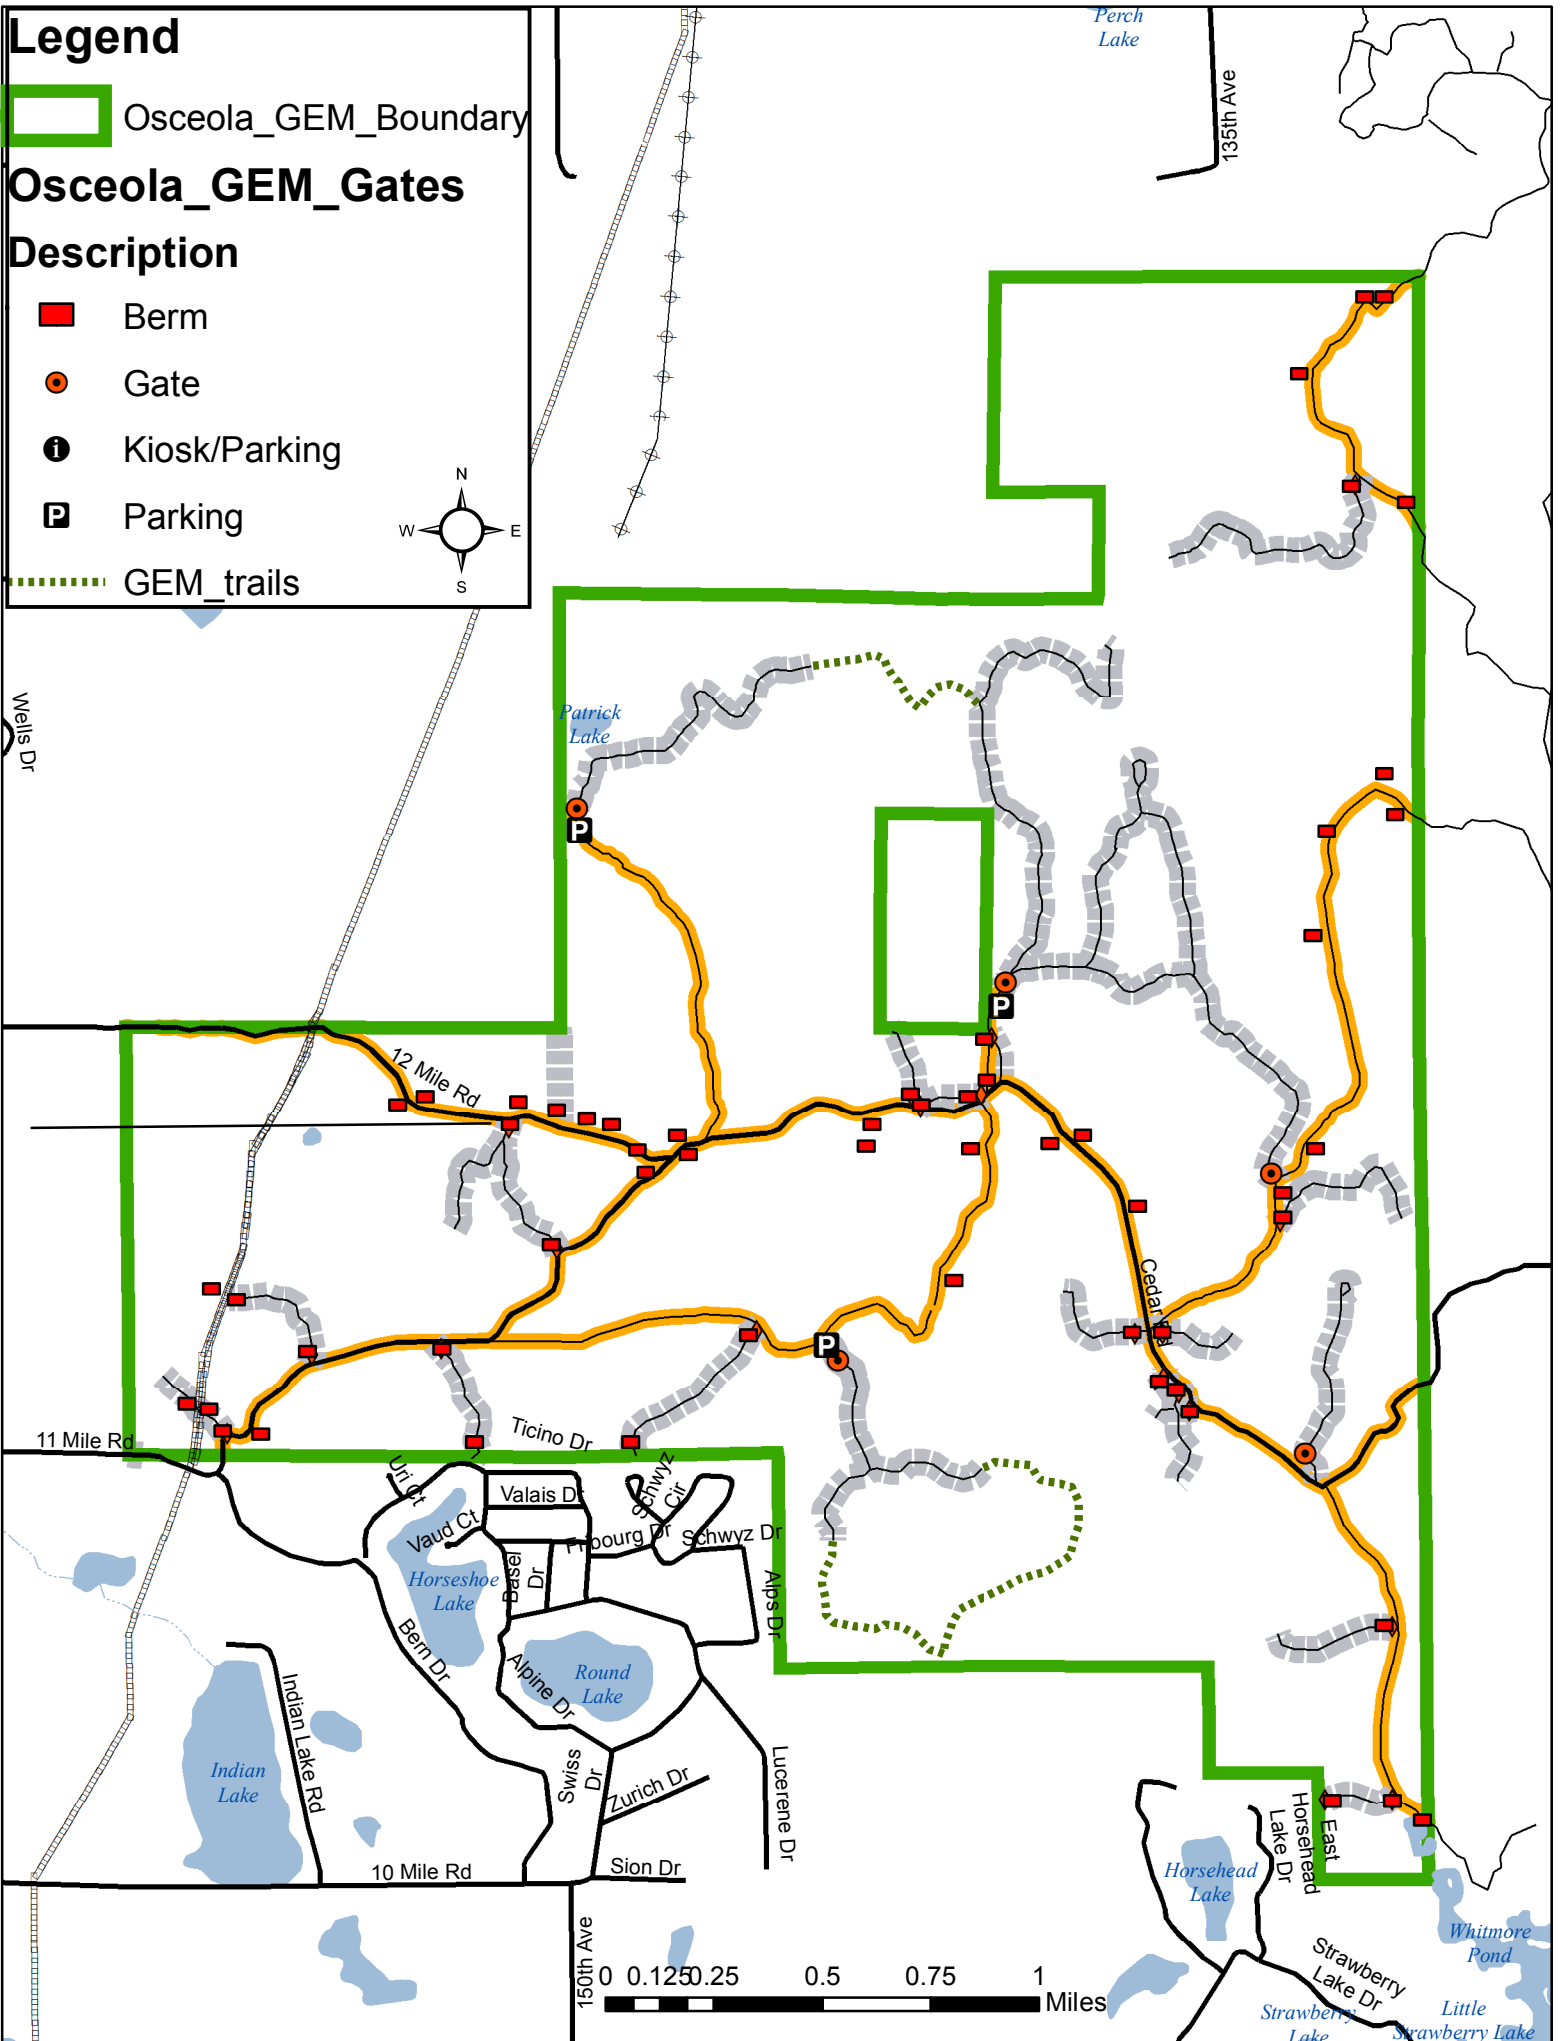 Legend
Osceola_GEM_Boundary
Osceola_GEM_Gates
Description
Berm
Gate
Kiosk/Parking
P
Parking
GEM_trails
N
W
E
S
Perch
Lake
135th Ave
Wells Dr
Patrick
Lake
P
P
12 Mile Rd
Cedar
P
11 Mile Rd
Ticino Dr
Uri Ct
Valais Dr
Schwyz
Cir
Vaud Ct
Fribourg Dr
Schwyz Dr
Basel
Dr
Horseshoe
Lake
Alps Dr
Bern Dr
Alpine Dr
Round
Lake
Indian Lake Rd
Indian
Lake
Swiss
Dr
Zurich Dr
Lucerene Dr
10 Mile Rd
Sion Dr
East
Horsehead
Lake Dr
Horsehead
Lake
Whitmore
Pond
150th Ave
Strawberry
Lake Dr
Strawberry
Lake
Little
Strawberry Lake
0 0.125 0.25 0.5 0.75 1
Miles